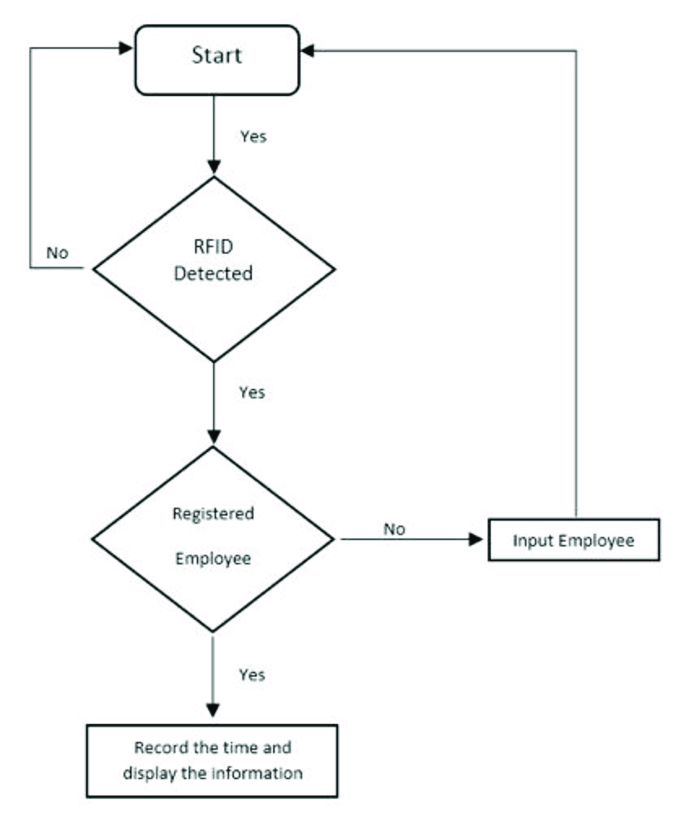 Start
Yes
RFID
Detected
No
Yes
Registered
Employee
No
Input Employee
Yes
Record the time and
display the information